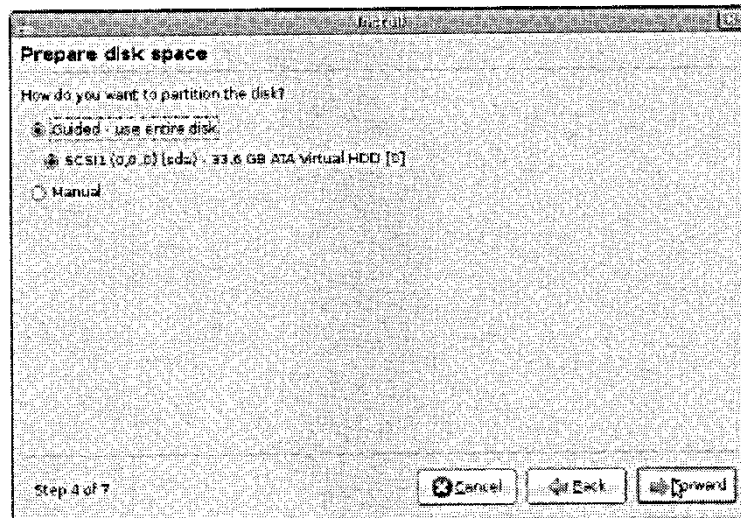 Install
Prepare disk space
How do you want to partition the disk?
Guided - use entire disk
SCSI1 (0,0,0) (sda) - 33.6 GB ATA Virtual HDD [0]
Manual
Step 4 of 7
Cancel
Back
Forward